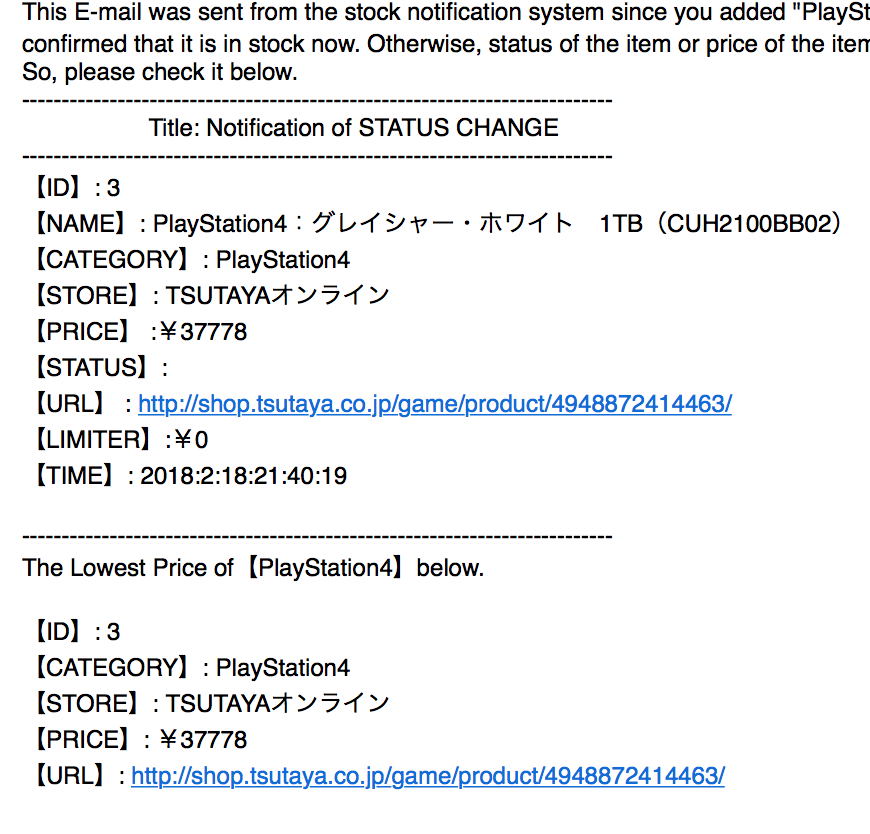 This E-mail was sent from the stock notification system since you added "PlaySt
confirmed that it is in stock now. Otherwise, status of the item or price of the item
So, please check it below.
---------------------------------------------------------------------------
Title: Notification of STATUS CHANGE
---------------------------------------------------------------------------
【ID】 : 3
【NAME】 : PlayStation4：グレイシャー・ホワイト　1TB（CUH2100BB02）
【CATEGORY】 : PlayStation4
【STORE】 : TSUTAYAオンライン
【PRICE】 :￥37778
【STATUS】 :
【URL】 : http://shop.tsutaya.co.jp/game/product/4948872414463/
【LIMITER】 :￥0
【TIME】 : 2018:2:18:21:40:19
---------------------------------------------------------------------------
The Lowest Price of【PlayStation4】below.
【ID】 : 3
【CATEGORY】 : PlayStation4
【STORE】 : TSUTAYAオンライン
【PRICE】 : ￥37778
【URL】 : http://shop.tsutaya.co.jp/game/product/4948872414463/